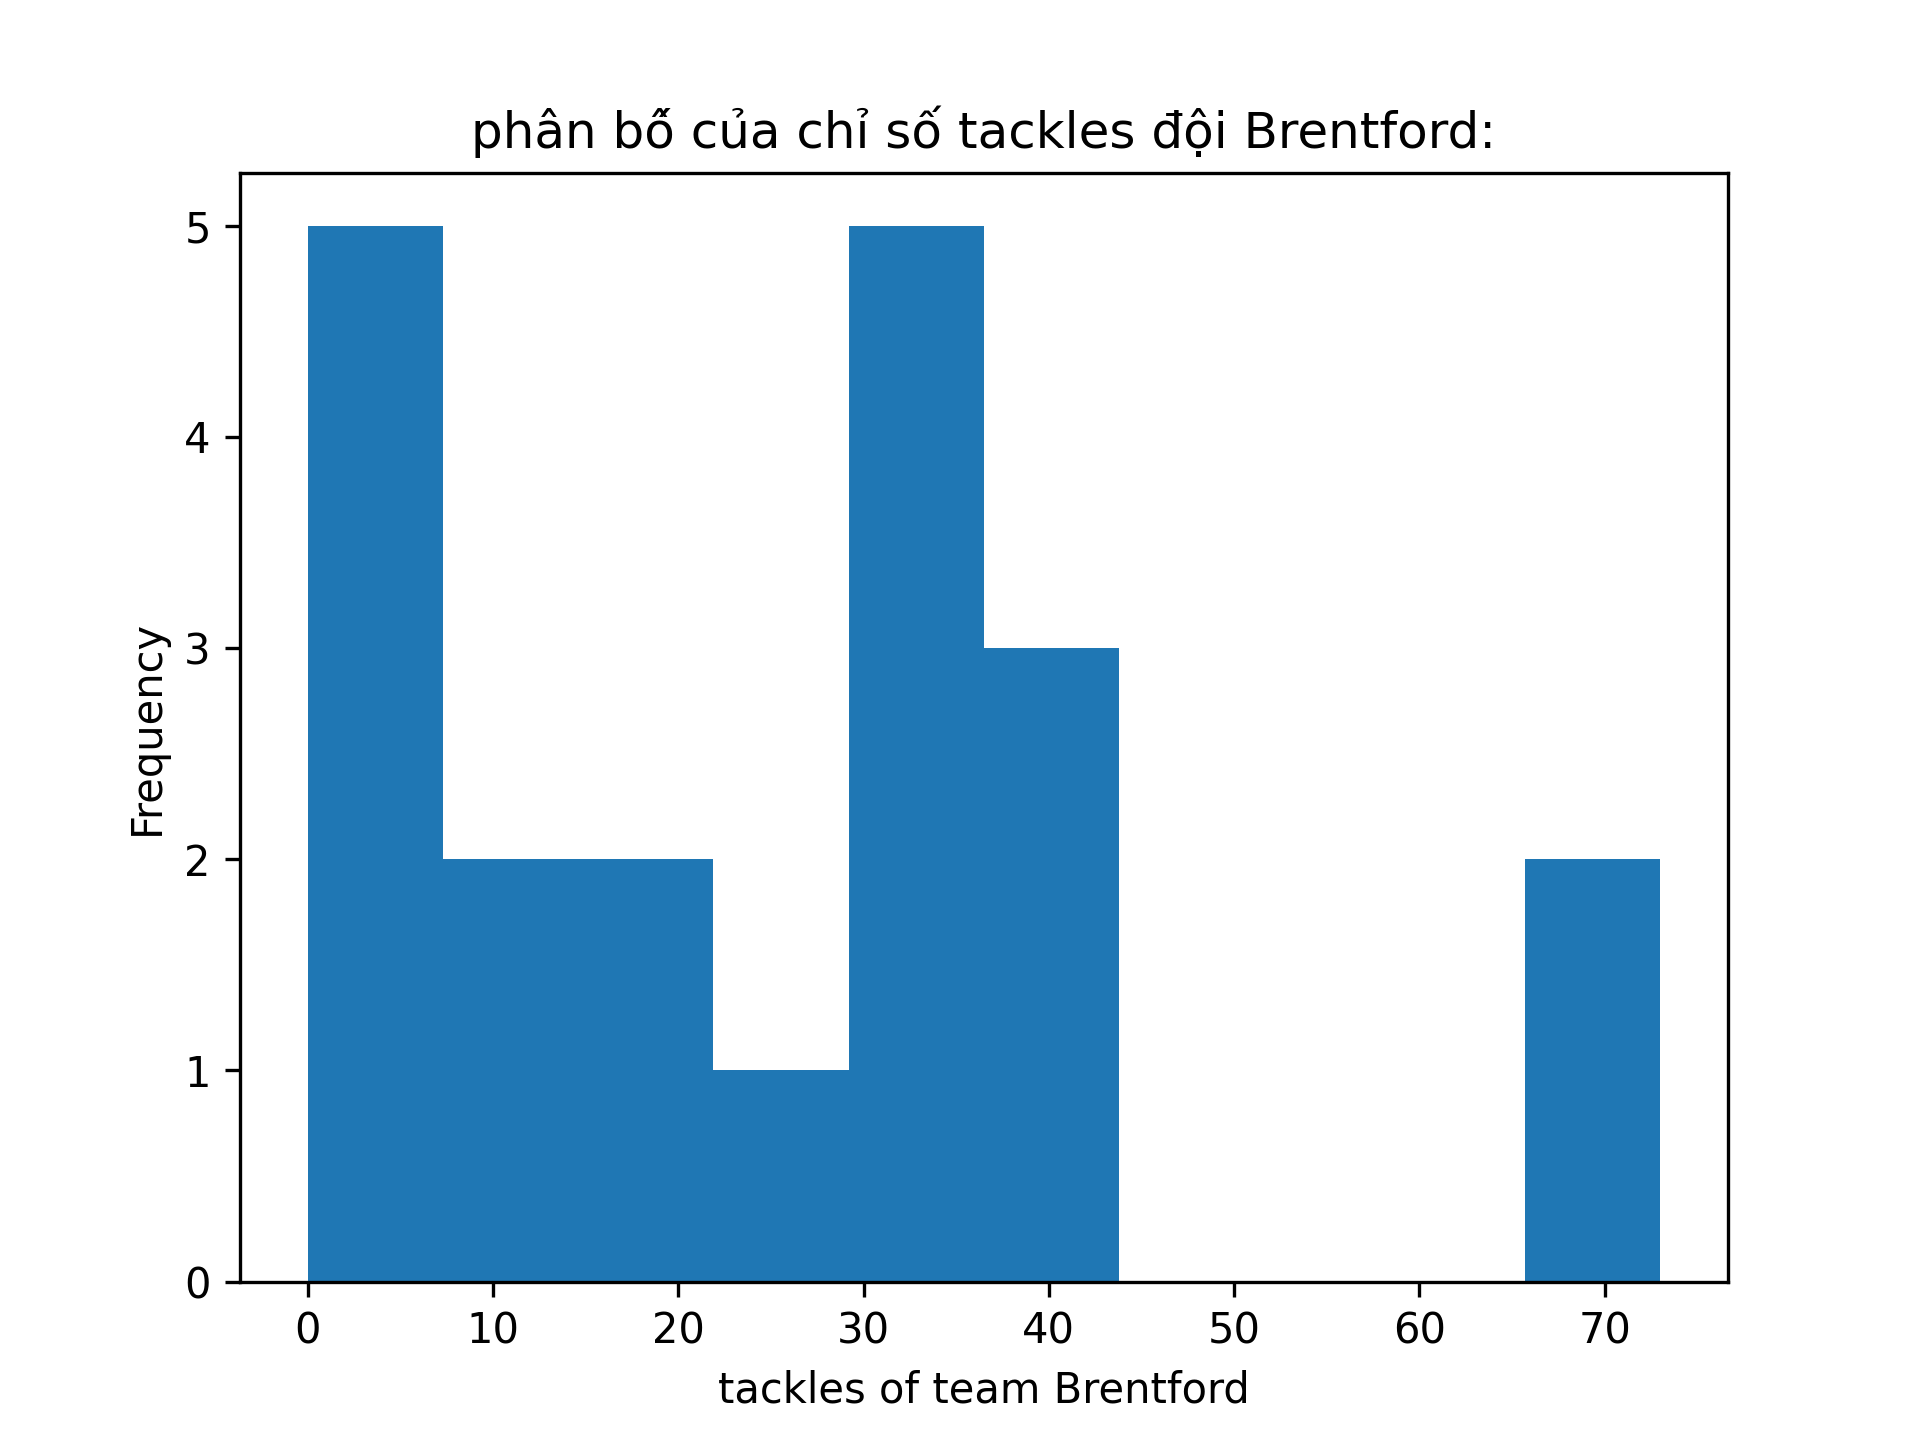 phân bố́ của chỉ số tackles đội Brentford:
5
4
3
2
1
0
Frequency
0 10 20 30 40 50 60 70
tackles of team Brentford